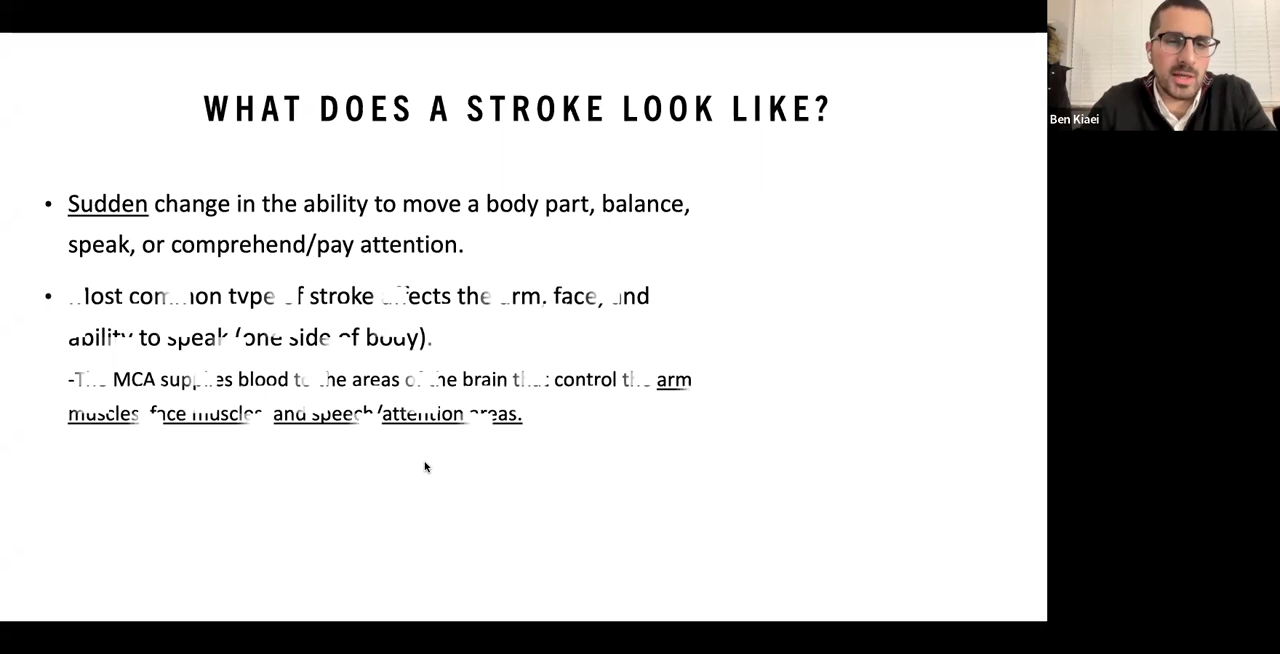 WHAT DOES A STROKE LOOK LIKE?
Ben Kiaei
• Sudden change in the ability to move a body part, balance,
speak, or comprehend/pay attention.
• Most common type of stroke affects the arm, face, and
ability to speak (one side of body).
-The MCA supplies blood to the areas of the brain that control the arm
muscles, face muscles, and speech/attention areas.